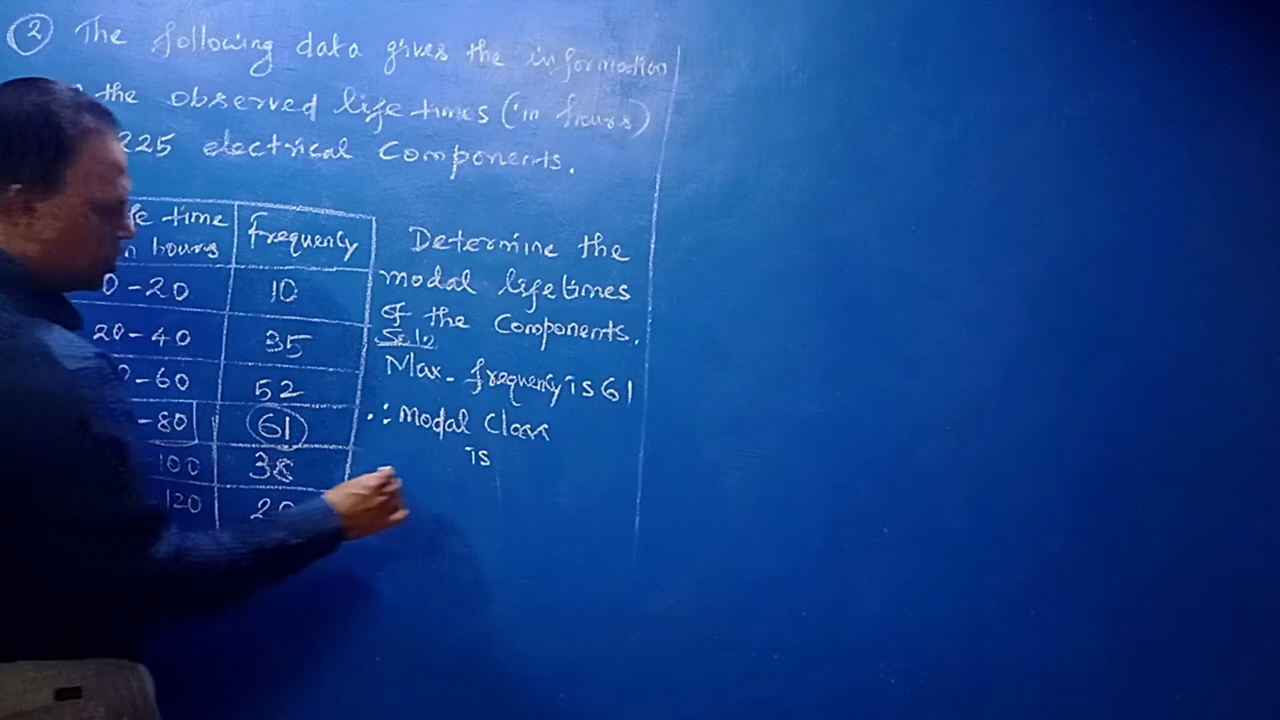 2 The following data gives the information
the observed life times (in hours)
225 electrical Components.
time Frequency
hours
0-20 10
20-40 35
-60 52
-80 61
-100 38
-120
Determine the
modal lifetimes
of the Components.
Soln
Max. frequency is 61
∴ Modal Class
is